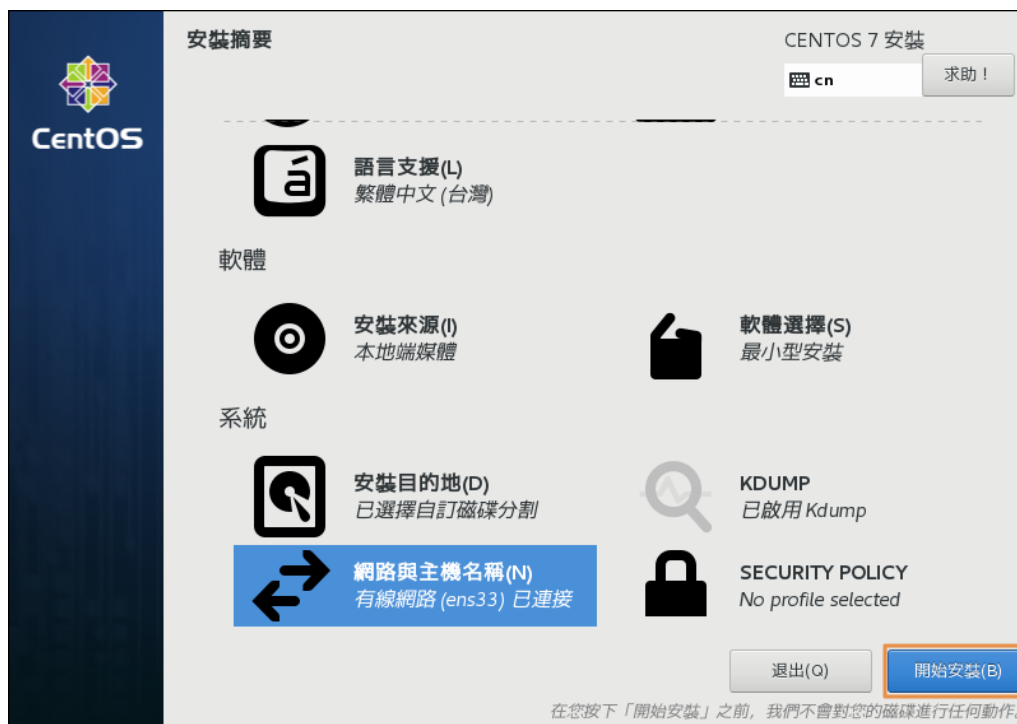 安裝摘要
CENTOS 7 安裝
cn
求助！
CentOS
語言支援(L)
繁體中文 (台灣)
軟體
安裝來源(I)
本地端媒體
軟體選擇(S)
最小型安裝
系統
安裝目的地(D)
已選擇自訂磁碟分割
KDUMP
已啟用 Kdump
網路與主機名稱(N)
有線網路 (ens33) 已連接
SECURITY POLICY
No profile selected
退出(Q)
開始安裝(B)
在您按下「開始安裝」之前，我們不會對您的磁碟進行任何動作。